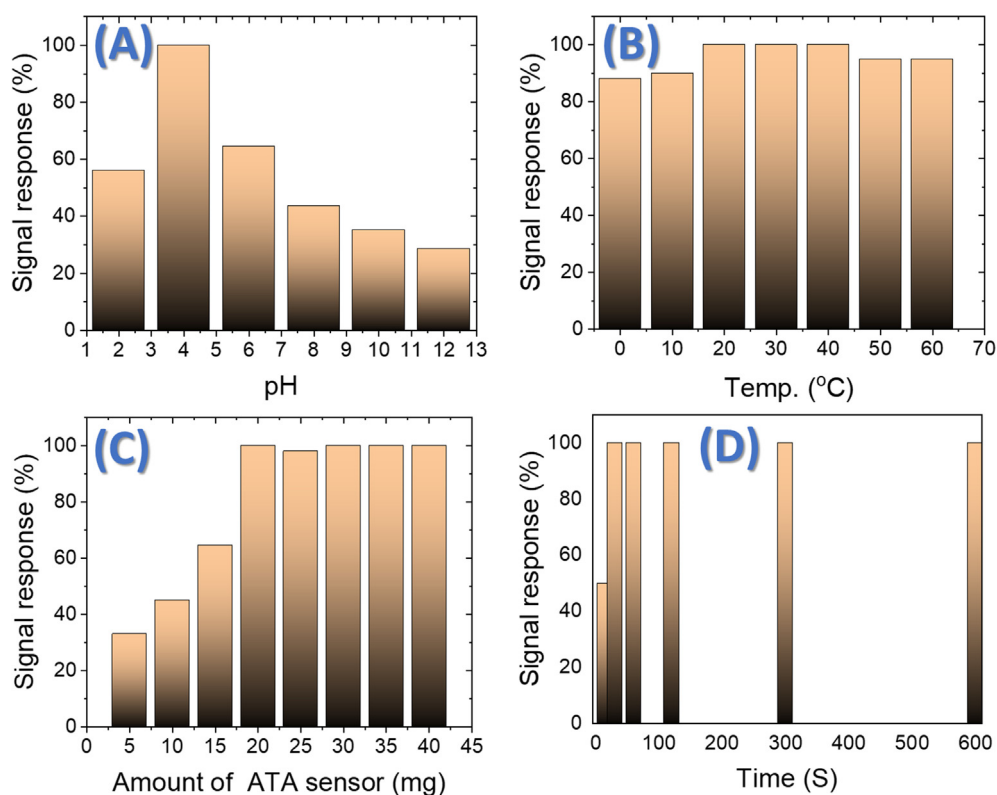 (A)
Signal response (%)
100
80
60
40
20
0
1 2 3 4 5 6 7 8 9 10 11 12 13
pH
(B)
Signal response (%)
100
80
60
40
20
0
0 10 20 30 40 50 60 70
Temp. (°C)
(C)
Signal response (%)
100
80
60
40
20
0
0 5 10 15 20 25 30 35 40 45
Amount of ATA sensor (mg)
(D)
Signal response (%)
100
80
60
40
20
0
0 100 200 300 400 500 600
Time (S)